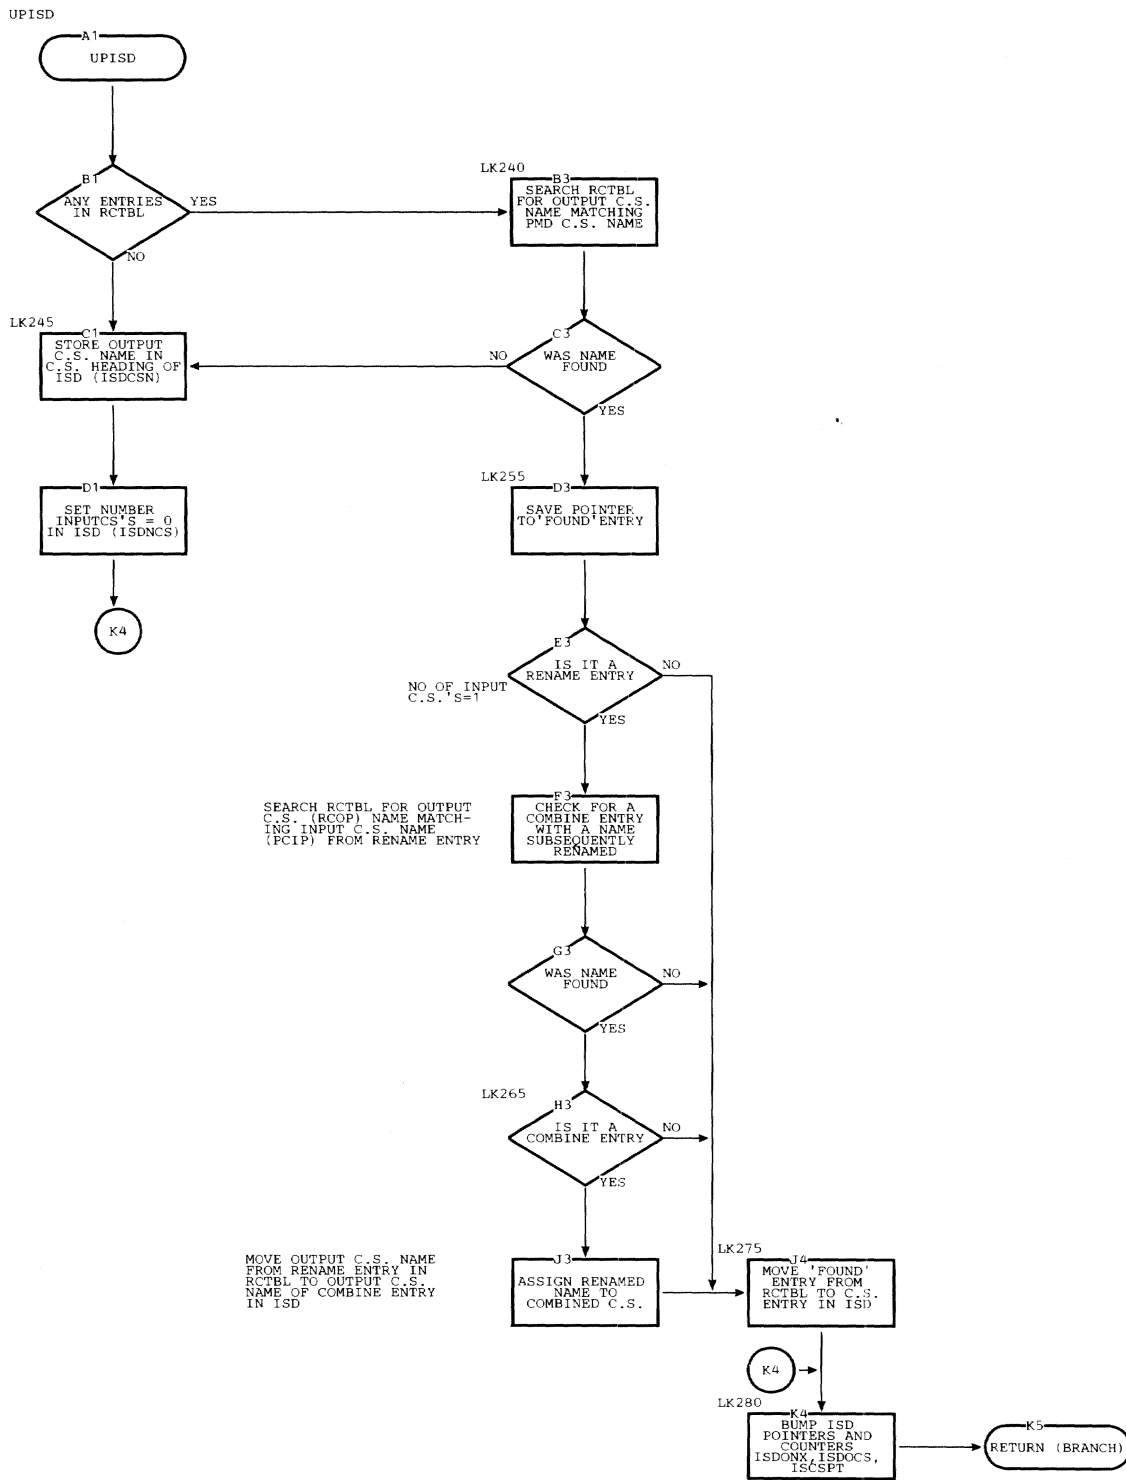 UPISD
A1
UPISD
B1
ANY ENTRIES
IN RCTBL
YES
NO
LK240
B3
SEARCH RCTBL
FOR OUTPUT C.S.
NAME MATCHING
PMD C.S. NAME
LK245
C1
STORE OUTPUT
C.S. NAME IN
C.S. HEADING OF
ISD (ISDCSN)
C3
WAS NAME
FOUND
NO
YES
D1
SET NUMBER
INPUTCS'S = 0
IN ISD (ISDNCS)
LK255
D3
SAVE POINTER
TO'FOUND'ENTRY
K4
E3
IS IT A
RENAME ENTRY
NO
NO OF INPUT
C.S.'S=1
YES
SEARCH RCTBL FOR OUTPUT
C.S. (RCOP) NAME MATCH-
ING INPUT C.S. NAME
(PCIP) FROM RENAME ENTRY
F3
CHECK FOR A
COMBINE ENTRY
WITH A NAME
SUBSEQUENTLY
RENAMED
G3
WAS NAME
FOUND
NO
YES
LK265
H3
IS IT A
COMBINE ENTRY
NO
YES
MOVE OUTPUT C.S. NAME
FROM RENAME ENTRY IN
RCTBL TO OUTPUT C.S.
NAME OF COMBINE ENTRY
IN ISD
J3
ASSIGN RENAMED
NAME TO
COMBINED C.S.
LK275
J4
MOVE 'FOUND'
ENTRY FROM
RCTBL TO C.S.
ENTRY IN ISD
K4
LK280
K4
BUMP ISD
POINTERS AND
COUNTERS
ISDONX,ISDOCS,
ISCSPT
K5
RETURN (BRANCH)